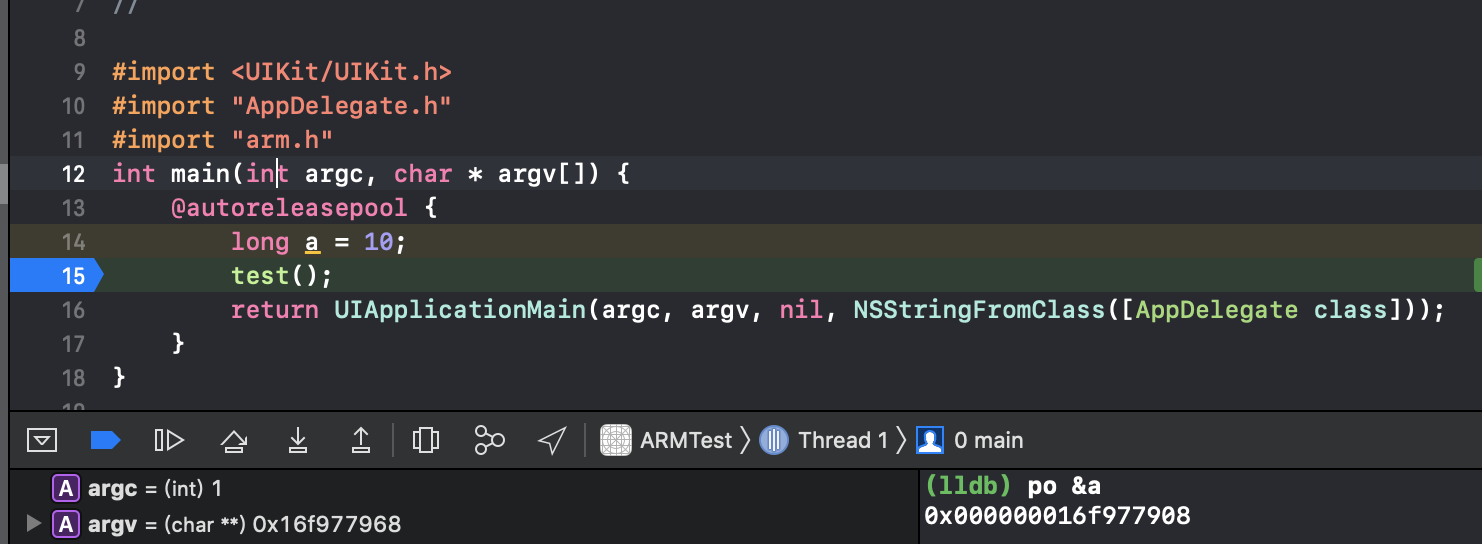 7 //
8
9 #import <UIKit/UIKit.h>
10 #import "AppDelegate.h"
11 #import "arm.h"
12 int main(int argc, char * argv[]) {
13 @autoreleasepool {
14 long a = 10;
15 test();
16 return UIApplicationMain(argc, argv, nil, NSStringFromClass([AppDelegate class]));
17 }
18 }
19
ARMTest 〉 Thread 1 〉 0 main
A argc = (int) 1
A argv = (char **) 0x16f977968
(lldb) po &a
0x000000016f977908